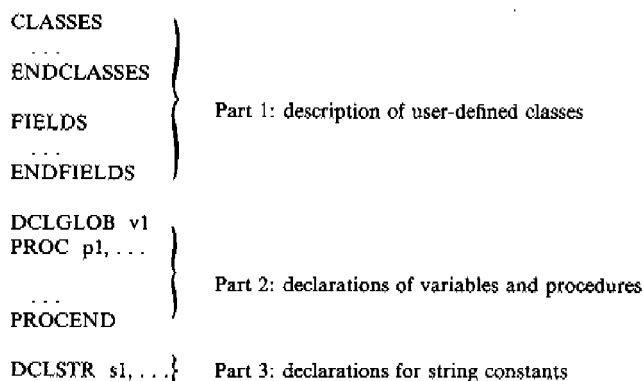 CLASSES
...
ENDCLASSES
FIELDS
...
ENDFIELDS
Part 1: description of user-defined classes
DCLGLOB v1
PROC p1, ...
...
PROCEND
Part 2: declarations of variables and procedures
DCLSTR s1, ...} Part 3: declarations for string constants